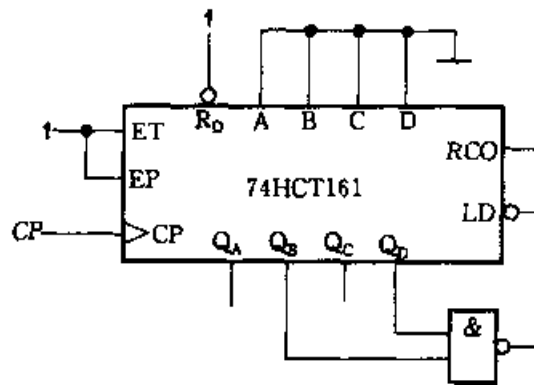 1
R_D A B C D
1 ET
RCO
EP
74HCT161
LD
CP CP
Q_A Q_B Q_C Q_D
&